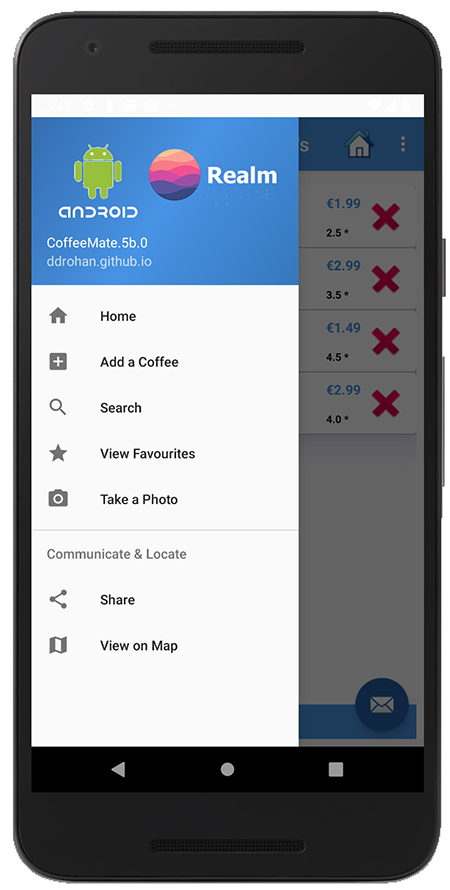 s
ANDROID
Realm
CoffeeMate.5b.0
ddrohan.github.io
€1.99
2.5 *
€2.99
3.5 *
€1.49
4.5 *
€2.99
4.0 *
Home
Add a Coffee
Search
View Favourites
Take a Photo
Communicate & Locate
Share
View on Map